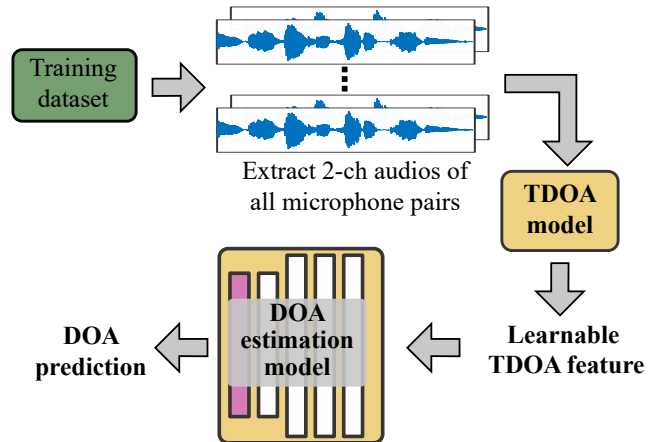 Training
dataset
Extract 2-ch audios of
all microphone pairs
TDOA
model
Learnable
TDOA feature
DOA
estimation
model
DOA
prediction